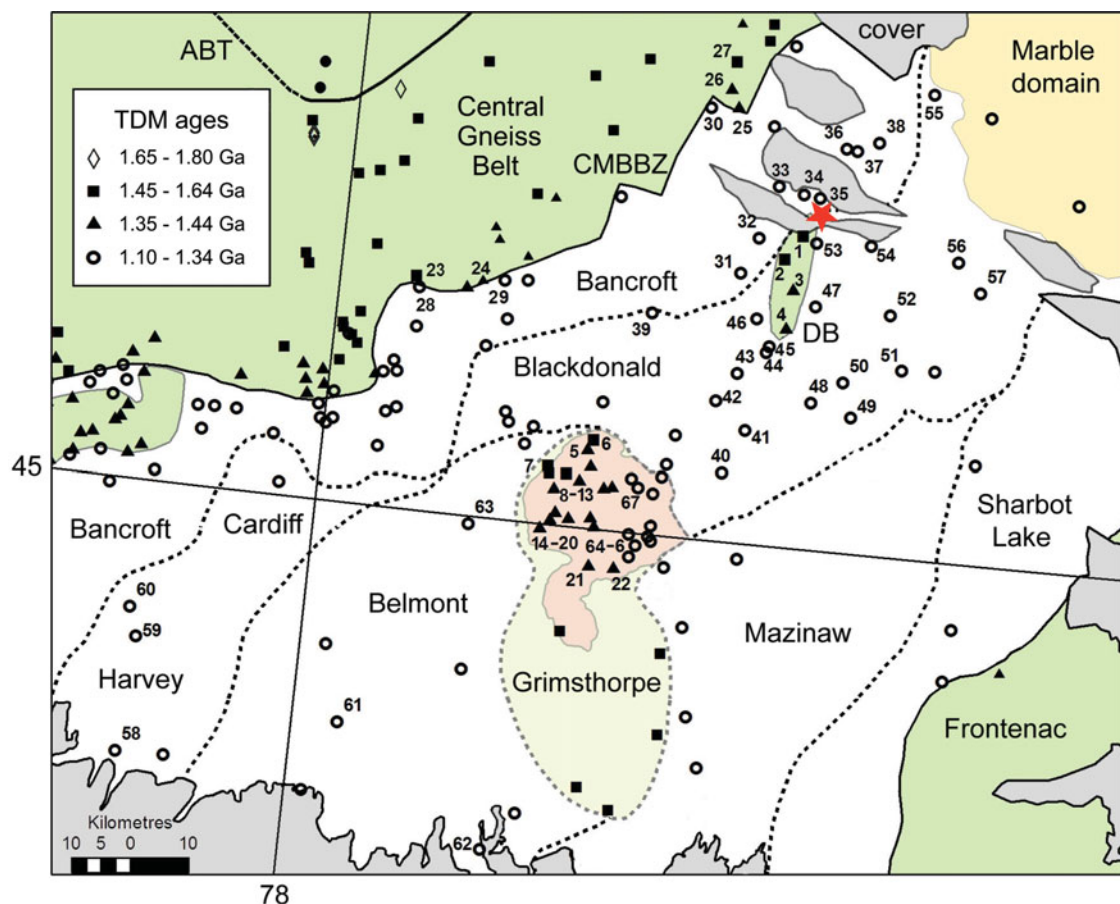 cover
ABT
27
Marble
domain
TDM ages
1.65 - 1.80 Ga
1.45 - 1.64 Ga
1.35 - 1.44 Ga
1.10 - 1.34 Ga
Central
Gneiss
Belt
26
30
25
55
36
38
37
CMBBZ
33
34
35
32
1
53
54
56
23
24
31
2
3
57
28
29
Bancroft
47
52
39
46
4
DB
Blackdonald
43
45
44
50
51
42
48
49
5
6
41
45
7
40
8-13
67
Bancroft
Cardiff
63
Sharbot
Lake
14-20
64-6
21
22
60
59
Belmont
Mazinaw
Harvey
Grimsthorpe
61
Frontenac
58
Kilometres
10 5 0 10
62
78